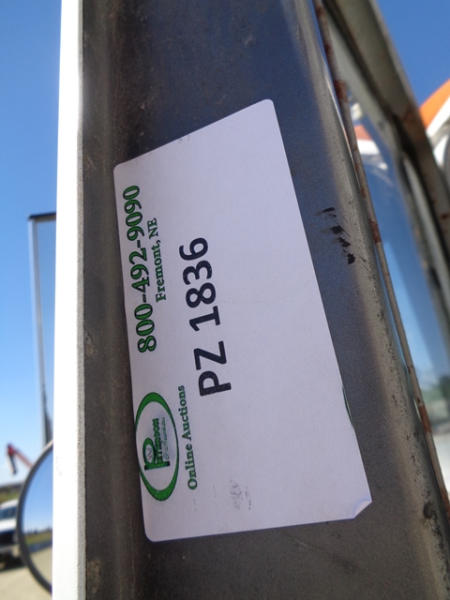 800-492-9090
Fremont, NE
Online Auctions
PZ 1836